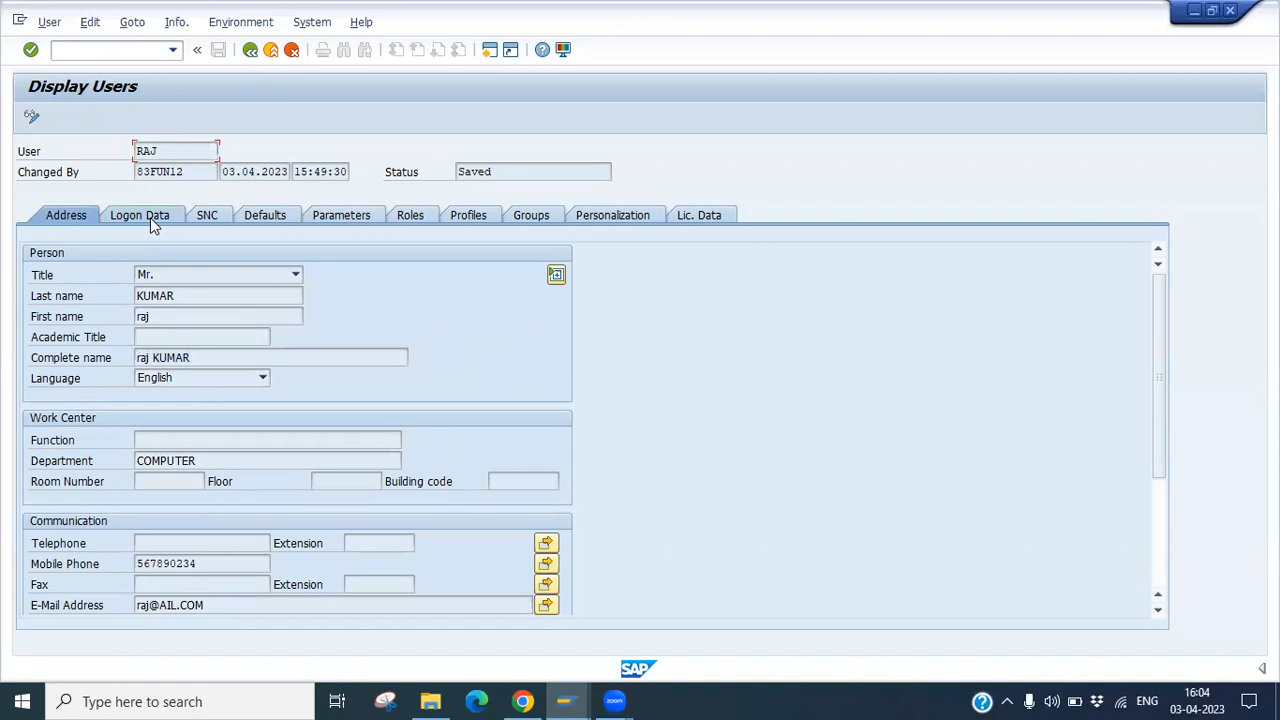 User Edit Goto Info. Environment System Help
Display Users
User RAJ
Changed By 83FUN12 03.04.2023 15:49:30 Status Saved
Address Logon Data SNC Defaults Parameters Roles Profiles Groups Personalization Lic. Data
Person
Title Mr.
Last name KUMAR
First name raj
Academic Title
Complete name raj KUMAR
Language English
Work Center
Function
Department COMPUTER
Room Number Floor Building code
Communication
Telephone Extension
Mobile Phone 567890234
Fax Extension
E-Mail Address raj@AIL.COM
SAP
Type here to search zoom ENG 16:04
03-04-2023